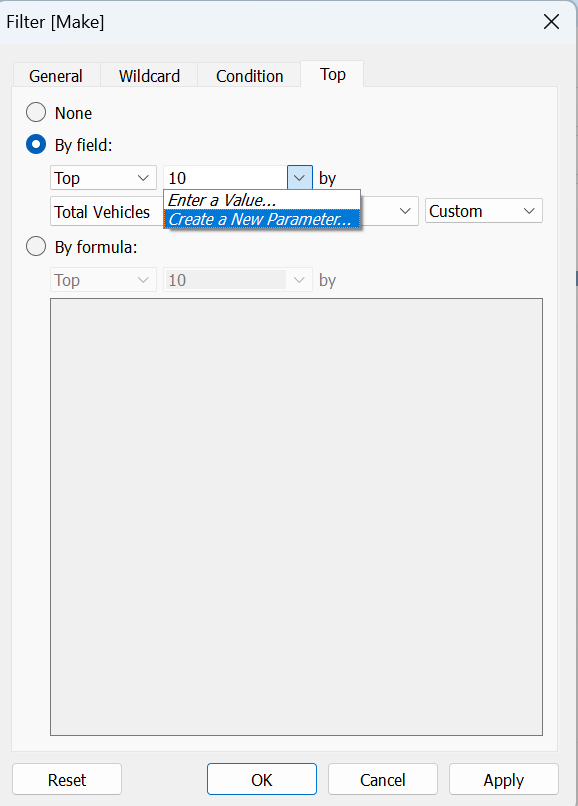 Filter [Make]
General Wildcard Condition Top
None
By field:
Top 10 by
Enter a Value...
Total Vehicles Custom
Create a New Parameter...
By formula:
Top 10 by
Reset OK Cancel Apply